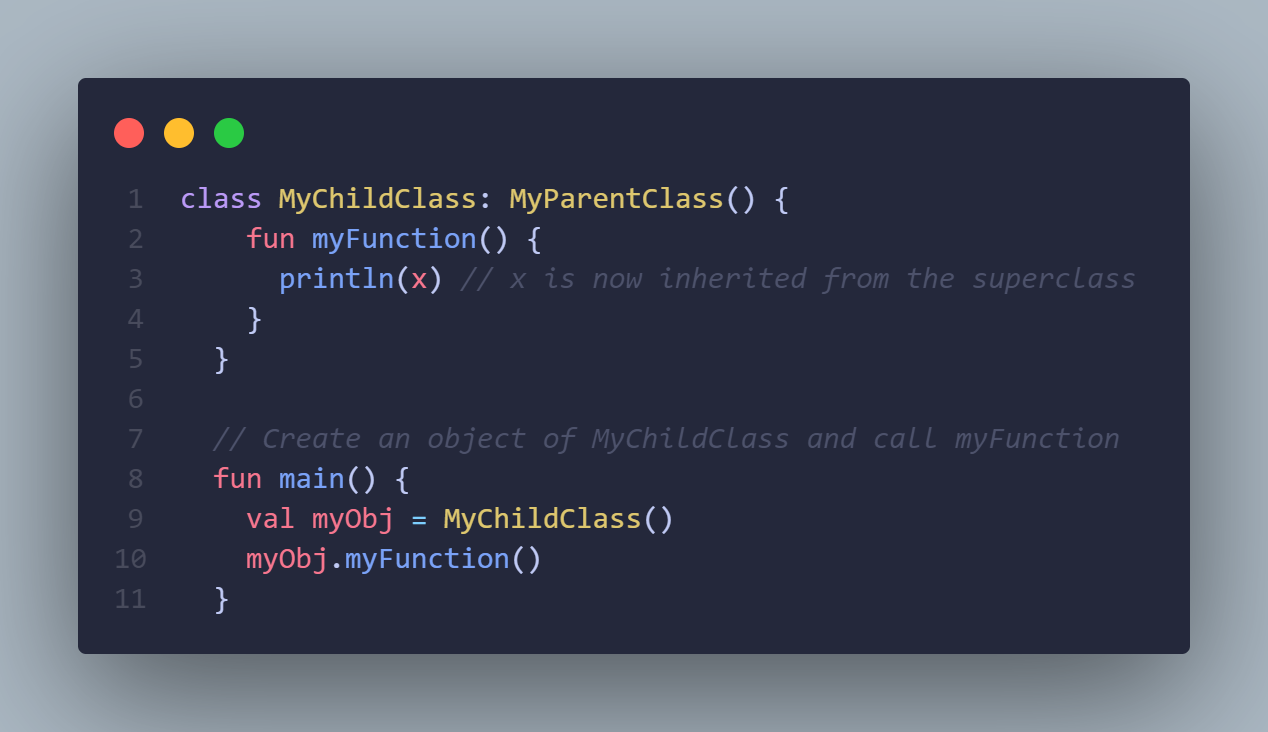 1 class MyChildClass: MyParentClass() {
2 fun myFunction() {
3 println(x) // x is now inherited from the superclass
4 }
5 }
6
7 // Create an object of MyChildClass and call myFunction
8 fun main() {
9 val myObj = MyChildClass()
10 myObj.myFunction()
11 }